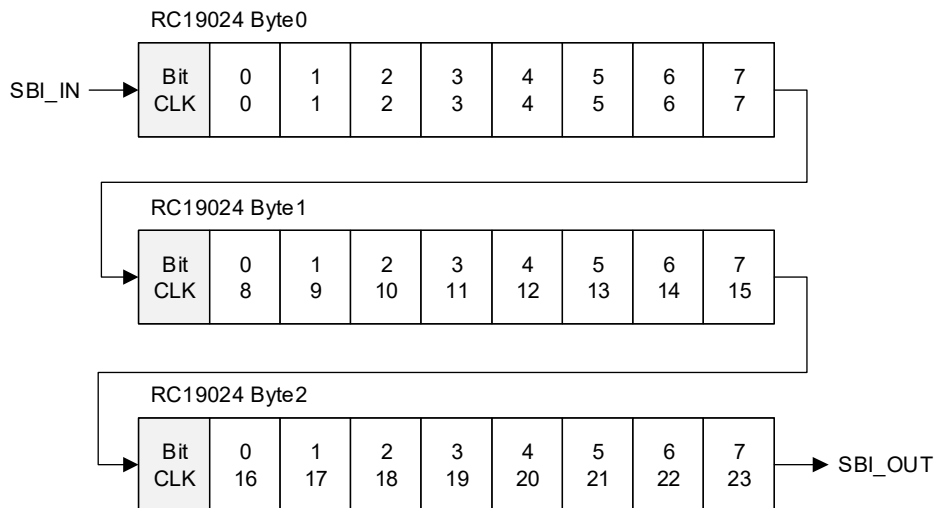 RC19024 Byte0
SBI_IN
Bit 0 1 2 3 4 5 6 7
CLK 0 1 2 3 4 5 6 7
RC19024 Byte1
Bit 0 1 2 3 4 5 6 7
CLK 8 9 10 11 12 13 14 15
RC19024 Byte2
Bit 0 1 2 3 4 5 6 7
CLK 16 17 18 19 20 21 22 23
SBI_OUT